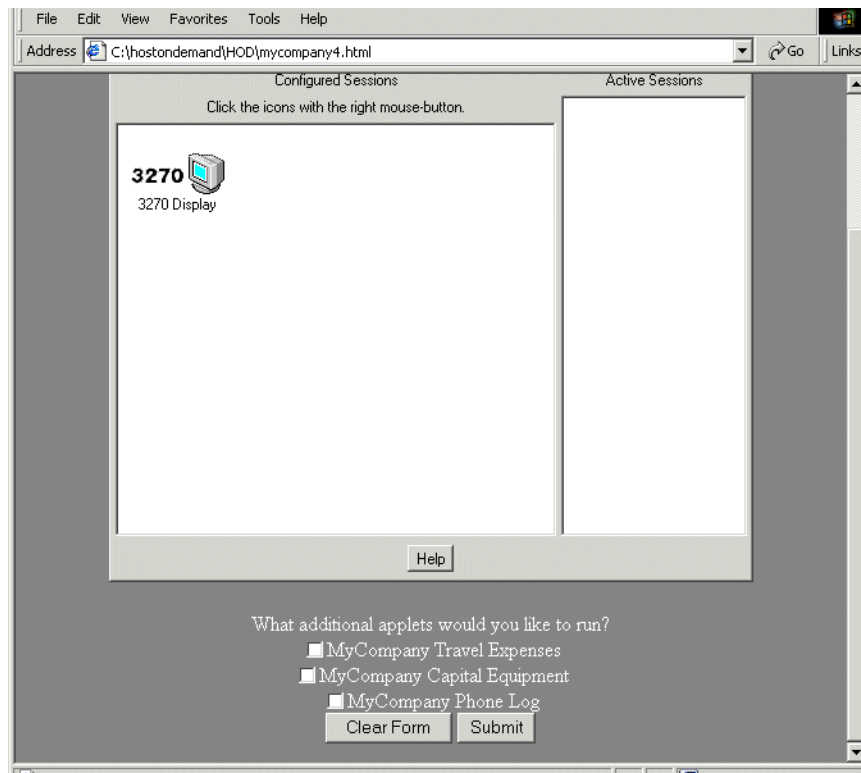 File Edit View Favorites Tools Help
Address C:\hostondemand\HOD\mycompany4.html Go Links
Configured Sessions Active Sessions
Click the icons with the right mouse-button.
3270
3270 Display
Help
What additional applets would you like to run?
MyCompany Travel Expenses
MyCompany Capital Equipment
MyCompany Phone Log
Clear Form Submit